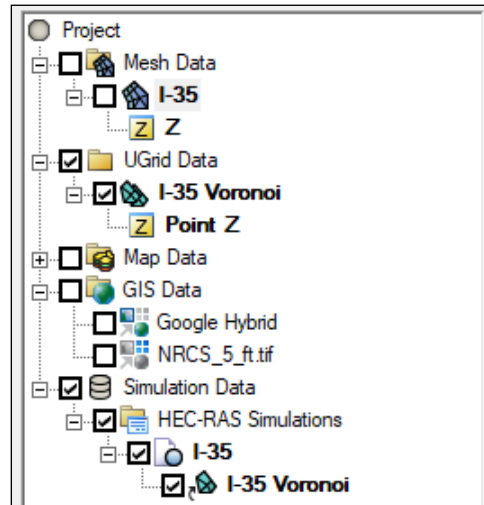 Project
Mesh Data
I-35
Z Z
UGrid Data
I-35 Voronoi
Z Point Z
Map Data
GIS Data
Google Hybrid
NRCS_5_ft.tif
Simulation Data
HEC-RAS Simulations
I-35
I-35 Voronoi